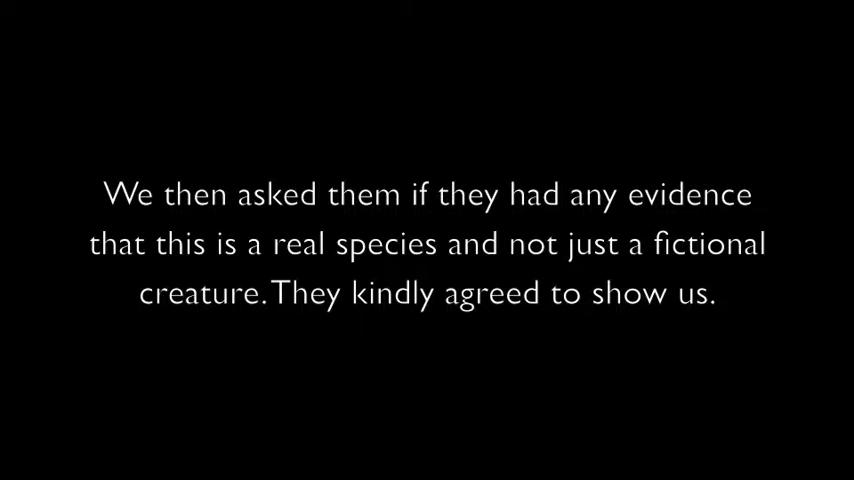 We then asked them if they had any evidence
that this is a real species and not just a fictional
creature. They kindly agreed to show us.